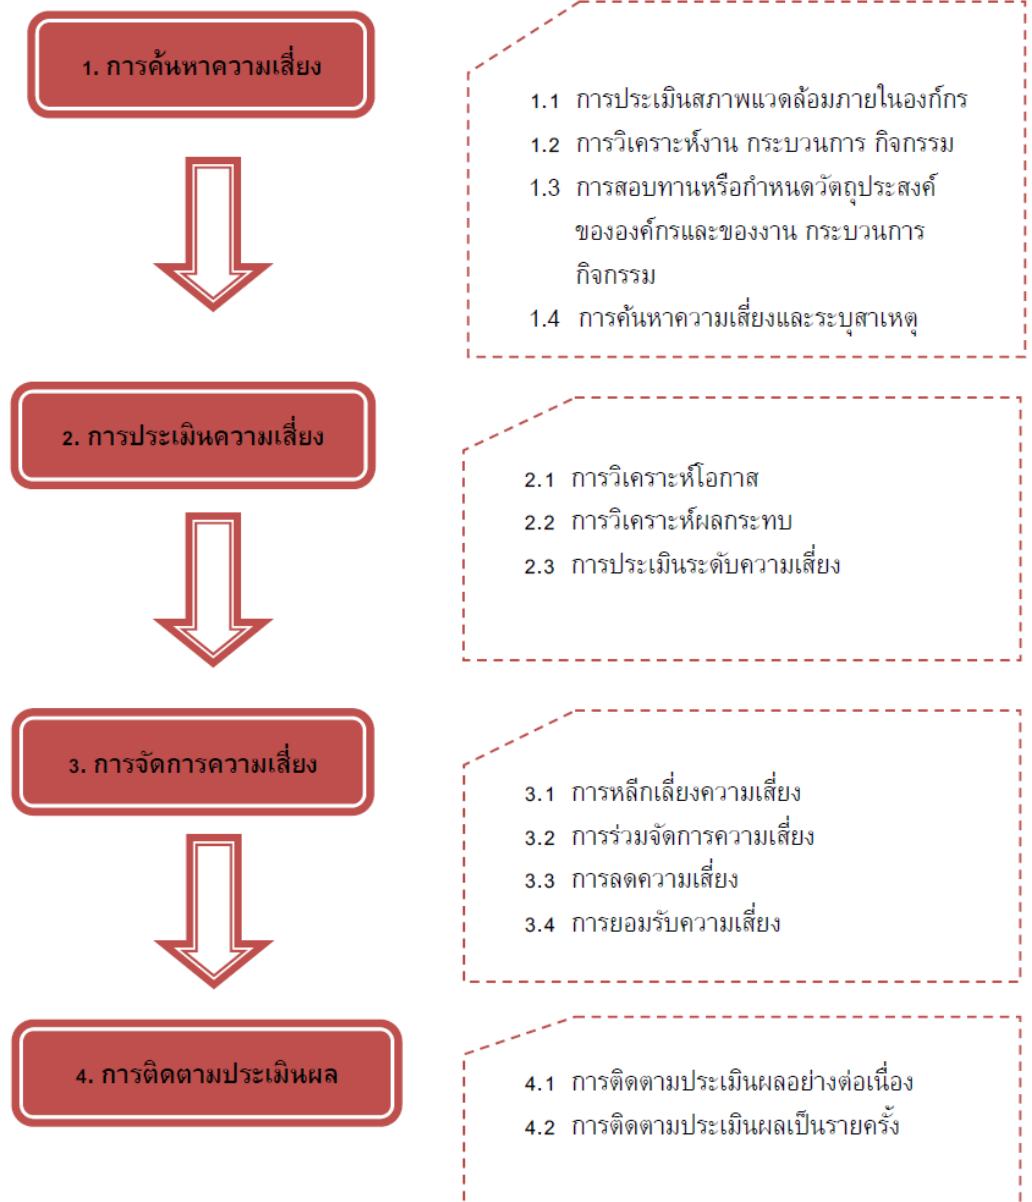 1. การค้นหาความเสี่ยง
1.1 การประเมินสภาพแวดล้อมภายในองก์กร
1.2 การวิเคราะห์งาน กระบวนการ กิจกรรม
1.3 การสอบทานหรือกำหนดวัตถุประสงค์
ขององค์กรและของงาน กระบวนการ
กิจกรรม
1.4 การค้นหาความเสี่ยงและระบุสาเหตุ
2. การประเมินความเสี่ยง
2.1 การวิเคราะห์โอกาส
2.2 การวิเคราะห์ผลกระทบ
2.3 การประเมินระดับความเสี่ยง
3. การจัดการความเสี่ยง
3.1 การหลีกเลี่ยงความเสี่ยง
3.2 การร่วมจัดการความเสี่ยง
3.3 การลดความเสี่ยง
3.4 การยอมรับความเสี่ยง
4. การติดตามประเมินผล
4.1 การติดตามประเมินผลอย่างต่อเนื่อง
4.2 การติดตามประเมินผลเป็นรายครั้ง